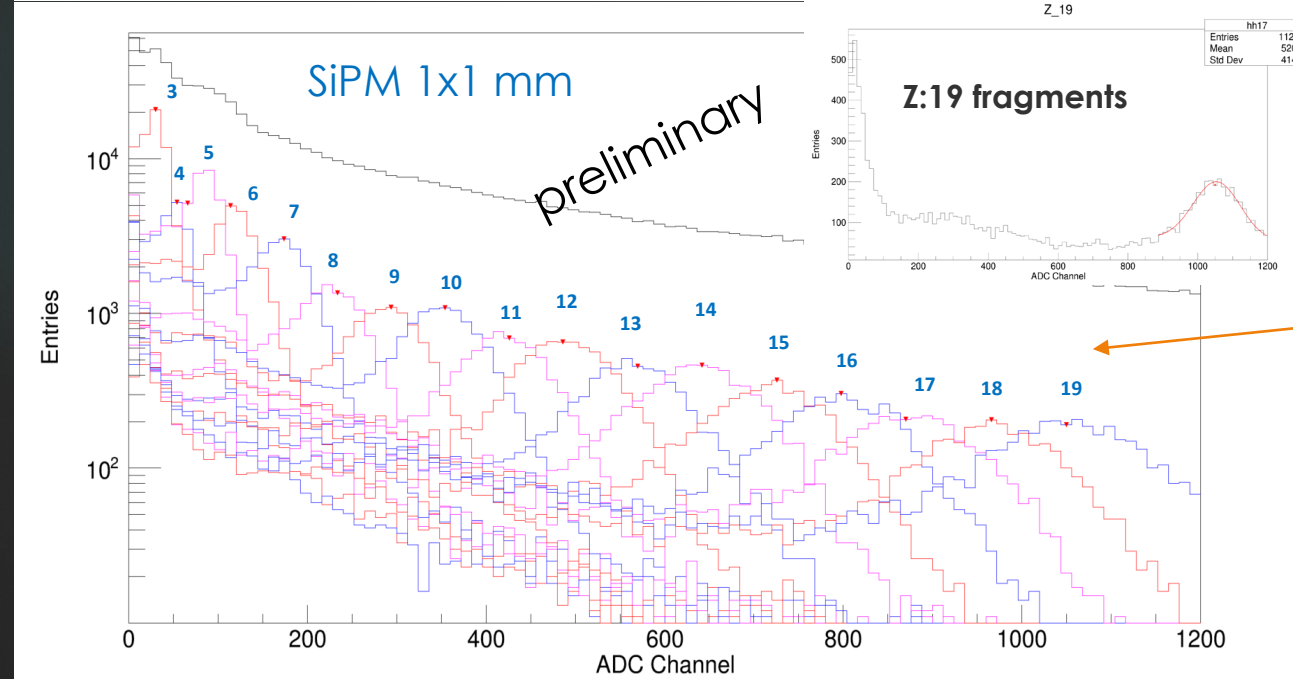 SiPM 1x1 mm
preliminary
Z_19
hh17
Entries 112
Mean 520
Std Dev 414
Z:19 fragments
Entries
500
400
300
200
100
0 200 400 600 800 1000 1200
ADC Channel
3
4
5
6
7
8
9
10
11
12
13
14
15
16
17
18
19
10⁴
10³
10²
Entries
0 200 400 600 800 1000 1200
ADC Channel